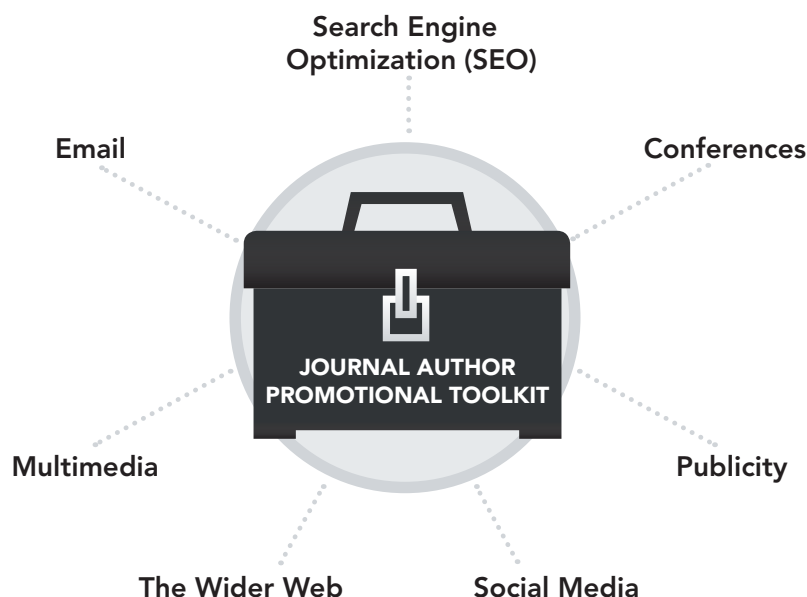 Search Engine
Optimization (SEO)
Email
Conferences
JOURNAL AUTHOR
PROMOTIONAL TOOLKIT
Multimedia
Publicity
The Wider Web
Social Media